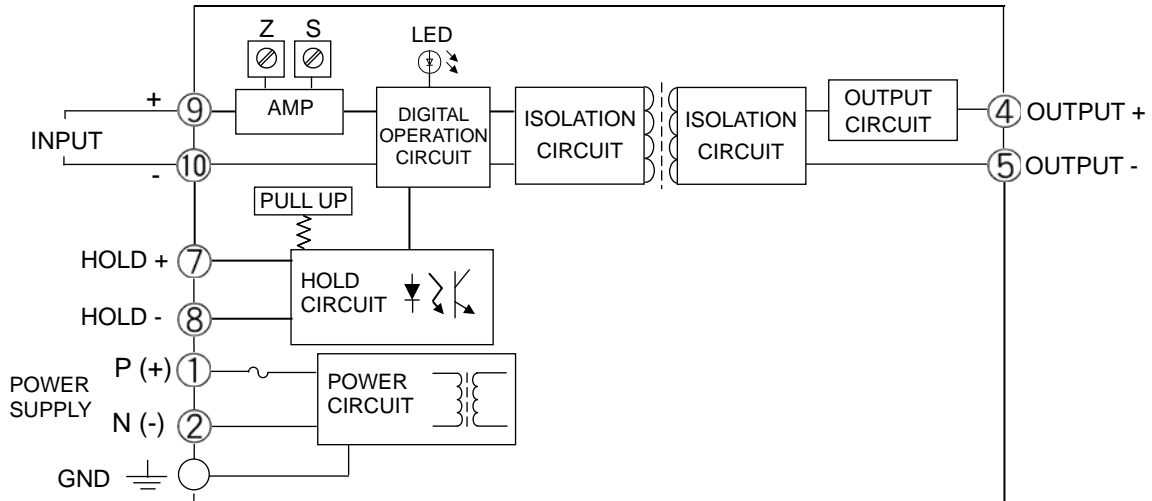 Z S LED
+ 9 AMP DIGITAL OPERATION CIRCUIT ISOLATION CIRCUIT ISOLATION CIRCUIT OUTPUT CIRCUIT 4 OUTPUT +
INPUT
- 10 5 OUTPUT -
PULL UP
HOLD + 7
HOLD CIRCUIT
HOLD - 8
P (+) 1
POWER SUPPLY
POWER CIRCUIT
N (-) 2
GND